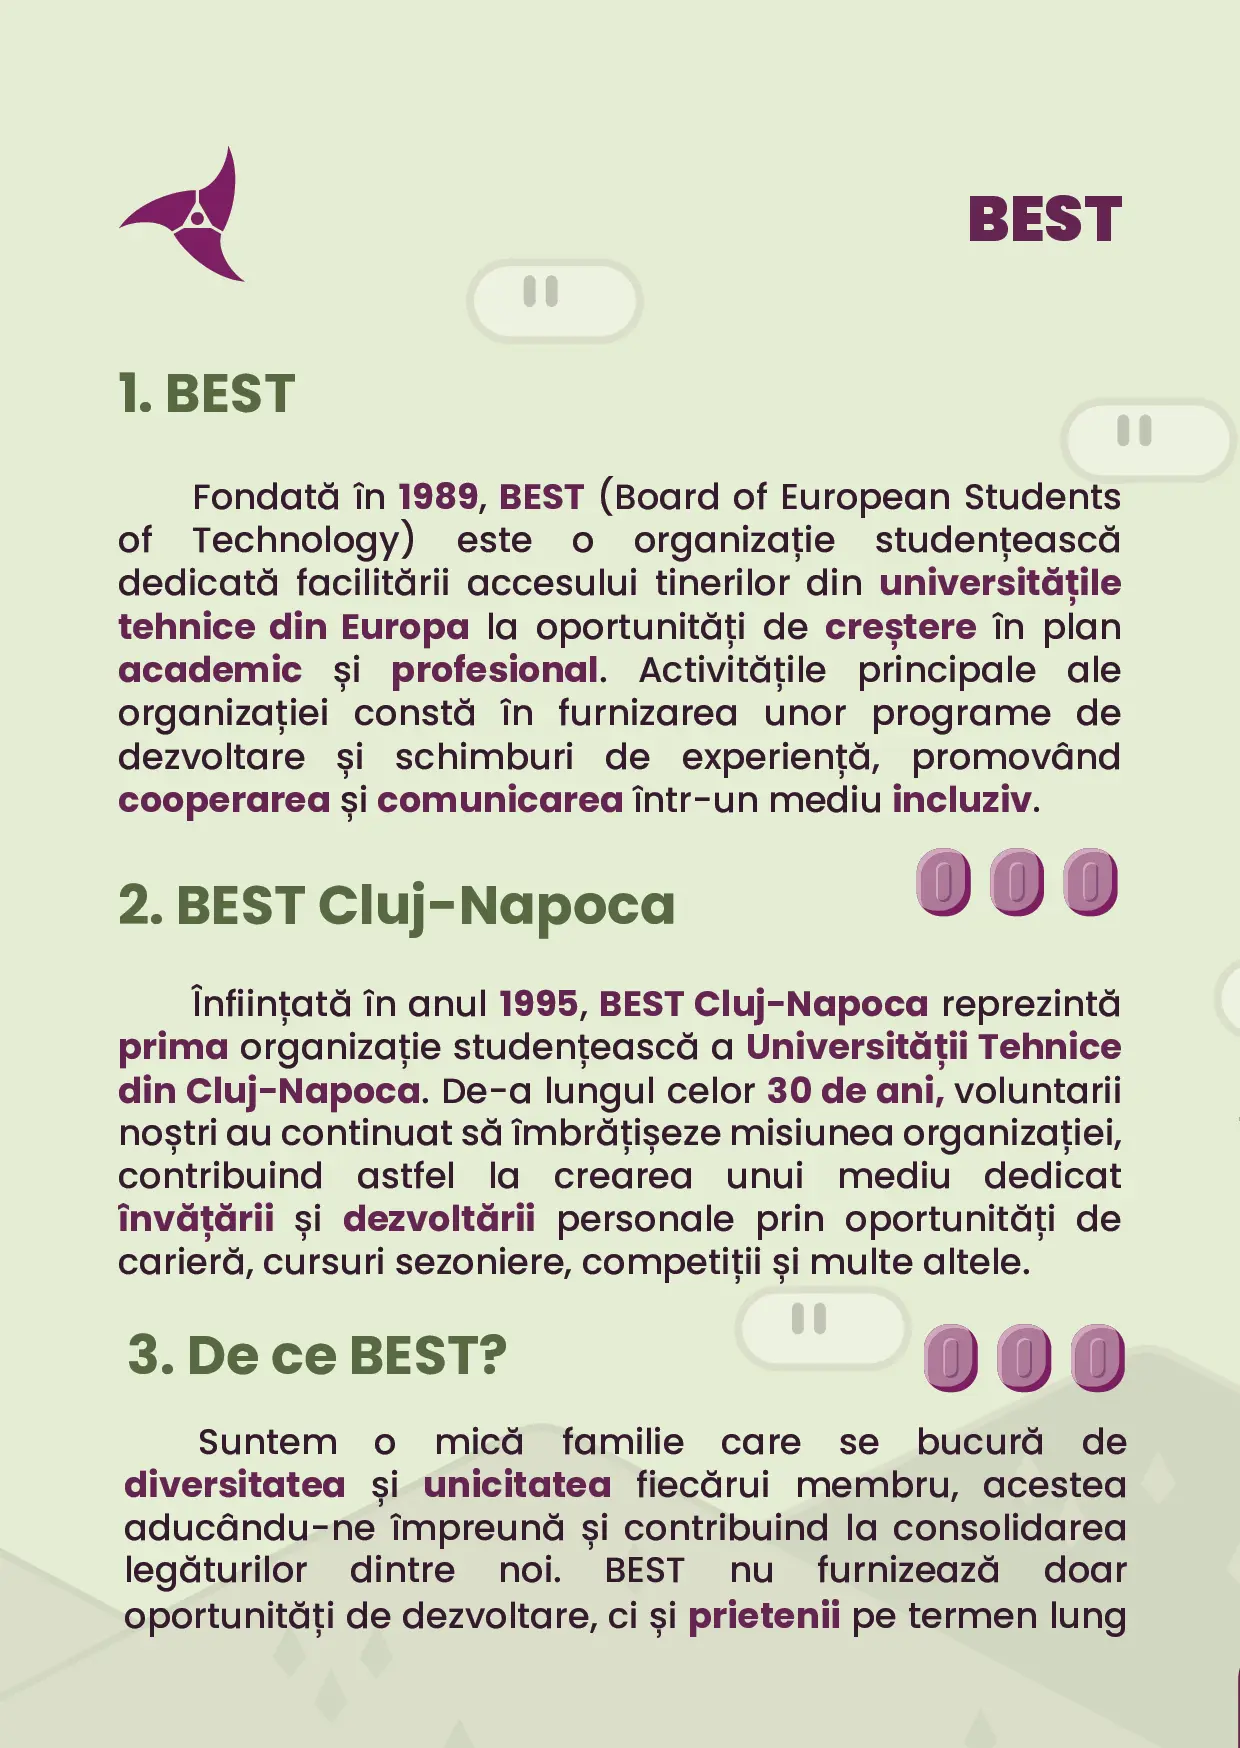 BEST
1. BEST
Fondată în 1989, BEST (Board of European Students
of Technology) este o organizație studențească
dedicată facilitării accesului tinerilor din universitățile
tehnice din Europa la oportunități de creștere în plan
academic și profesional. Activitățile principale ale
organizației constă în furnizarea unor programe de
dezvoltare și schimburi de experiență, promovând
cooperarea și comunicarea într-un mediu incluziv.
2. BEST Cluj-Napoca
Înființată în anul 1995, BEST Cluj-Napoca reprezintă
prima organizație studențească a Universității Tehnice
din Cluj-Napoca. De-a lungul celor 30 de ani, voluntarii
noștri au continuat să îmbrățișeze misiunea organizației,
contribuind astfel la crearea unui mediu dedicat
învățării și dezvoltării personale prin oportunități de
carieră, cursuri sezoniere, competiții și multe altele.
3. De ce BEST?
Suntem o mică familie care se bucură de
diversitatea și unicitatea fiecărui membru, acestea
aducându-ne împreună și contribuind la consolidarea
legăturilor dintre noi. BEST nu furnizează doar
oportunități de dezvoltare, ci și prietenii pe termen lung